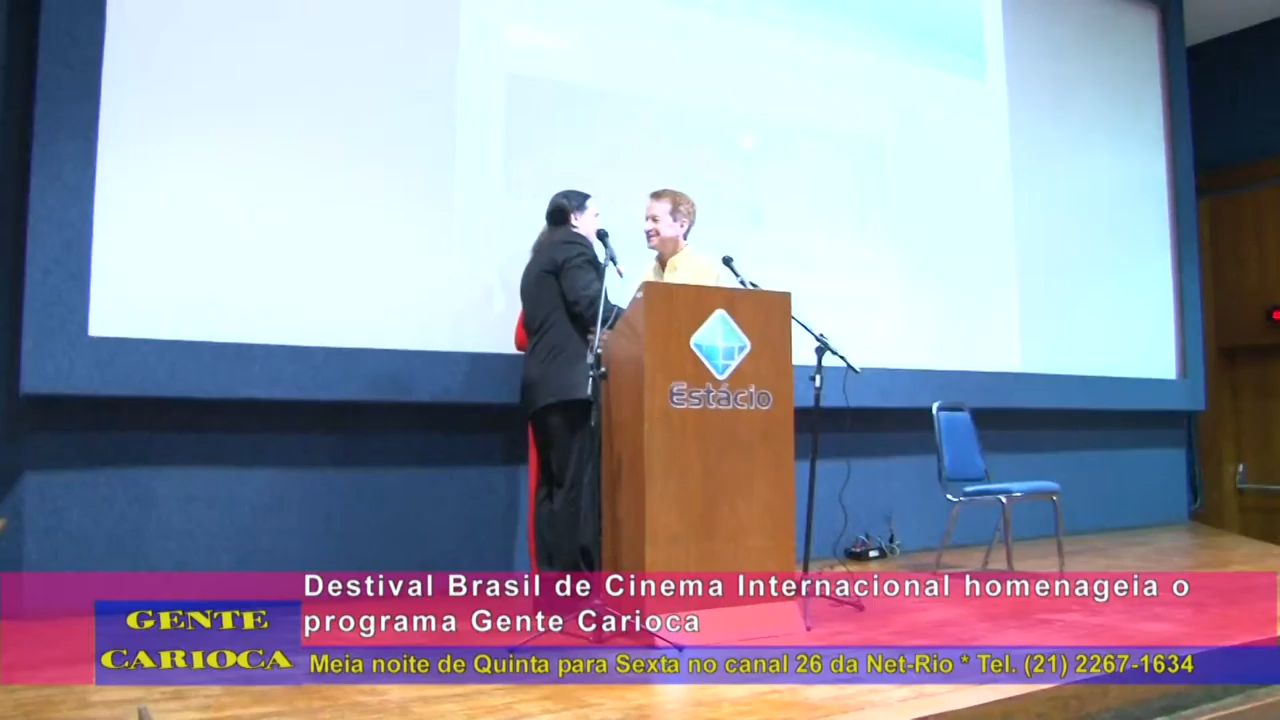 Estácio
Destival Brasil de Cinema Internacional homenageia o
programa Gente Carioca
GENTE
CARIOCA
Meia noite de Quinta para Sexta no canal 26 da Net-Rio * Tel. (21) 2267-1634